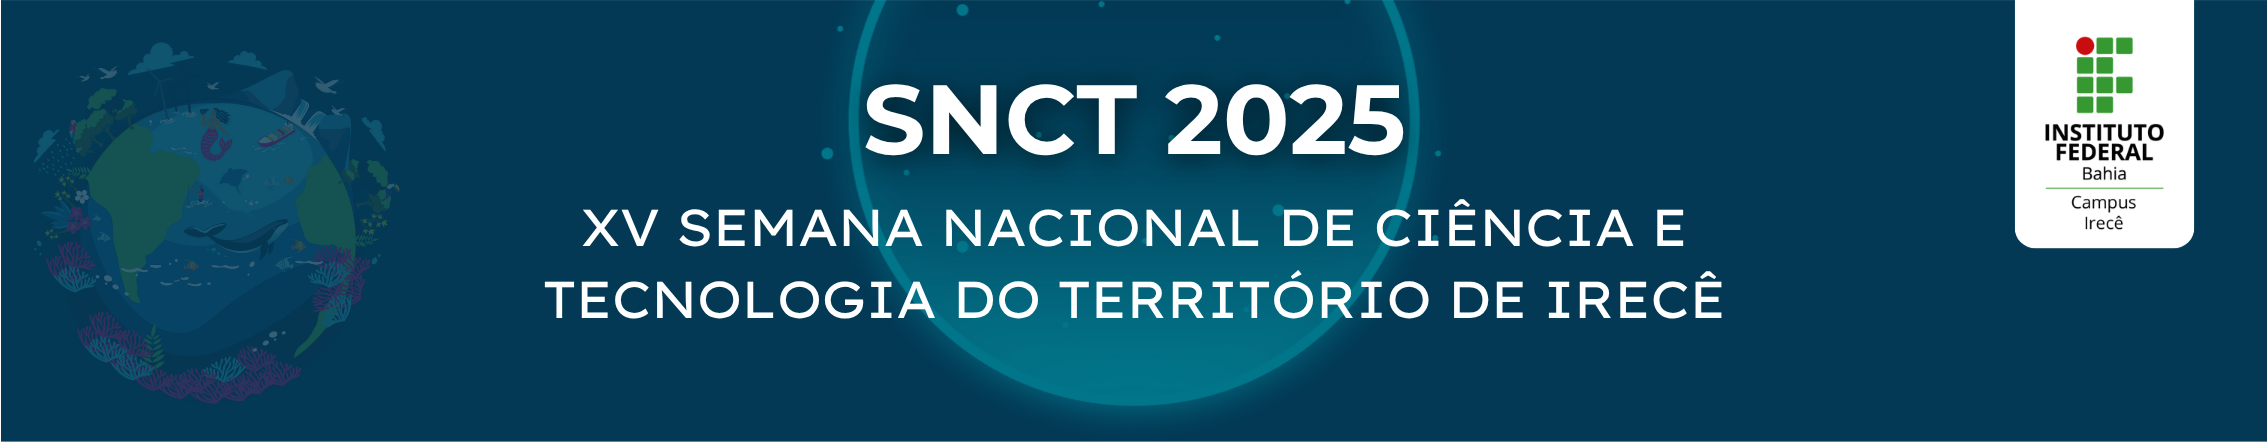 SNCT 2025
XV SEMANA NACIONAL DE CIÊNCIA E
TECNOLOGIA DO TERRITÓRIO DE IRECÊ
INSTITUTO
FEDERAL
Bahia
Campus
Irecê